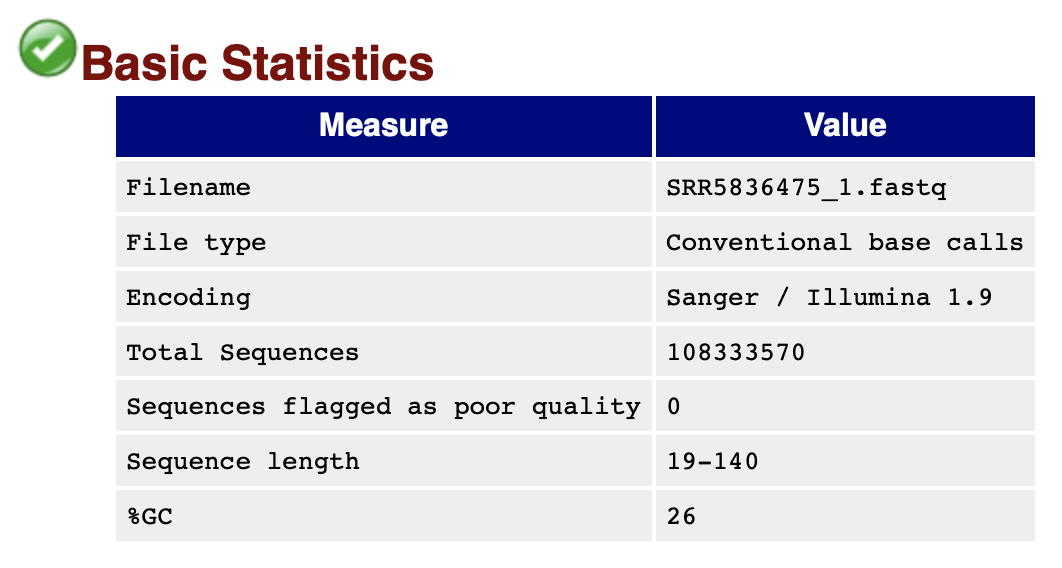 Basic Statistics
Measure Value
Filename SRR5836475_1.fastq
File type Conventional base calls
Encoding Sanger / Illumina 1.9
Total Sequences 108333570
Sequences flagged as poor quality 0
Sequence length 19-140
%GC 26